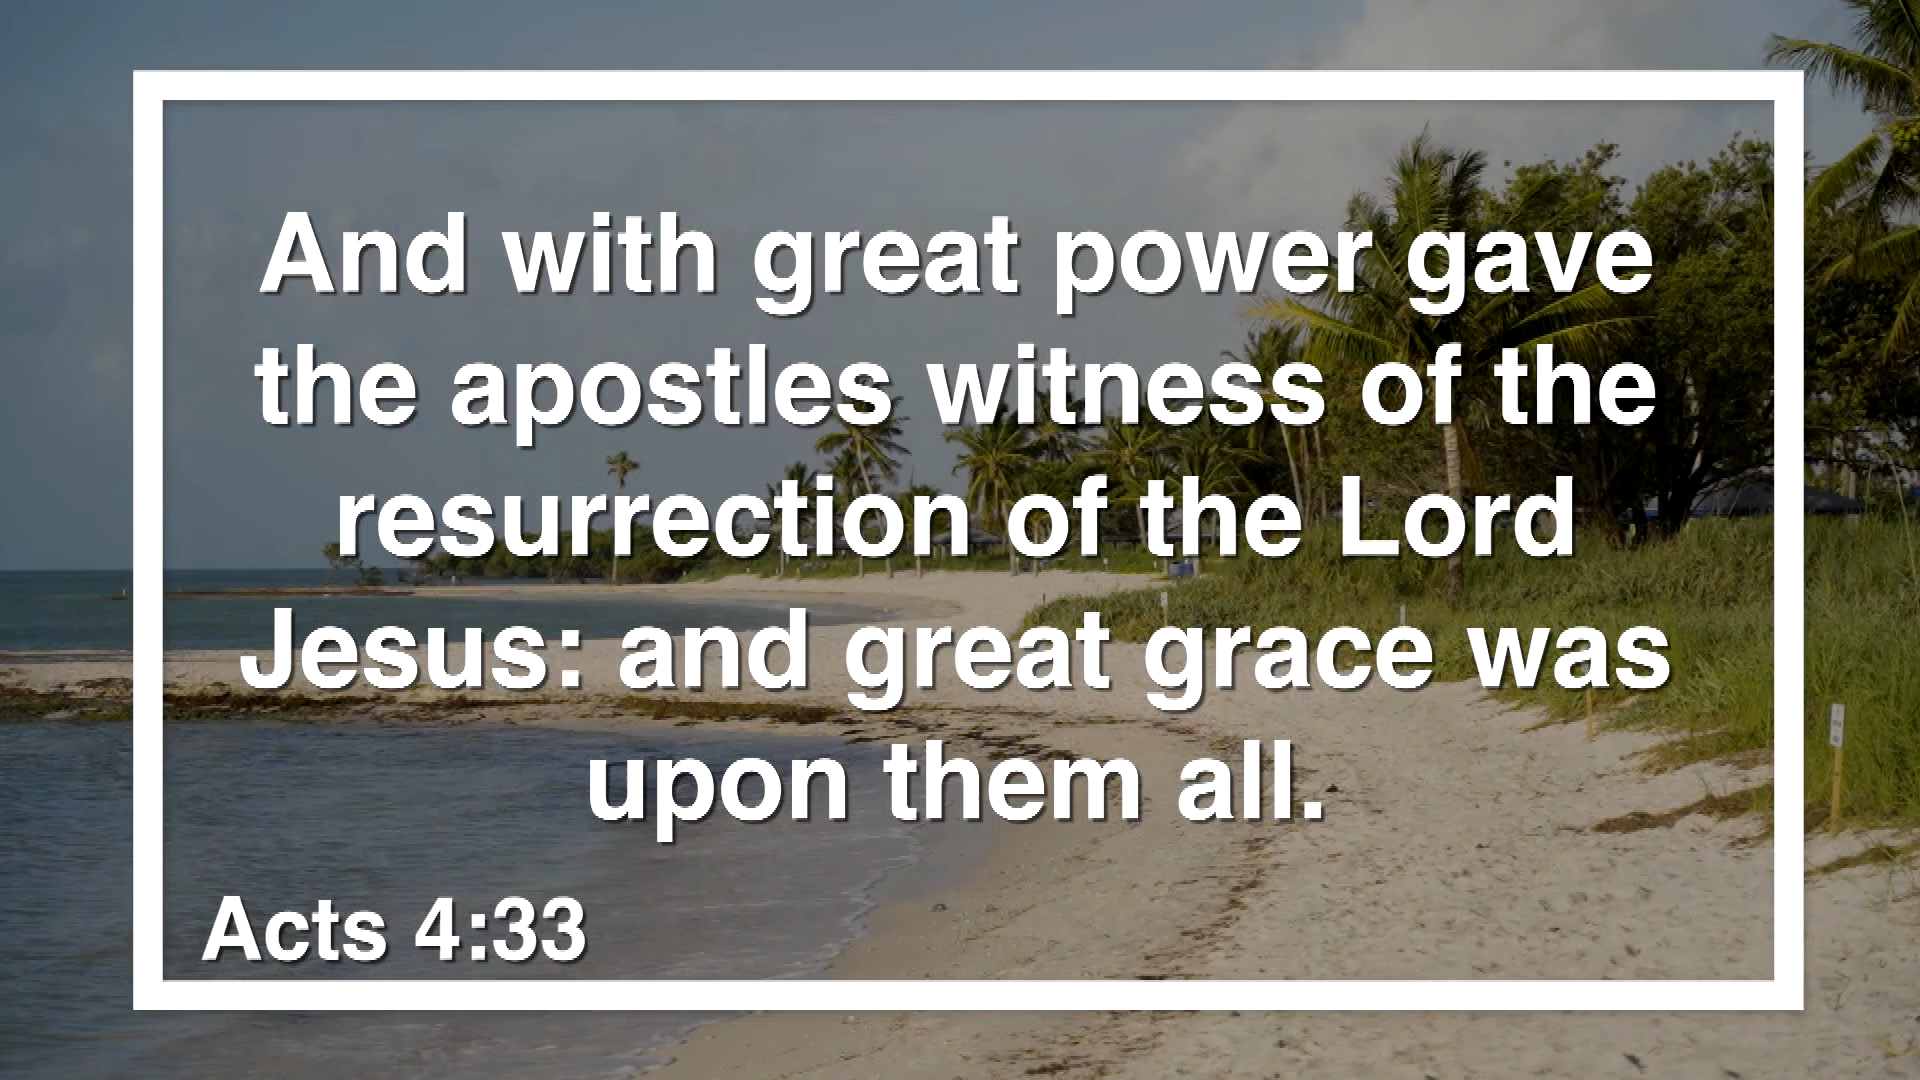 And with great power gave
the apostles witness of the
resurrection of the Lord
Jesus: and great grace was
upon them all.
Acts 4:33